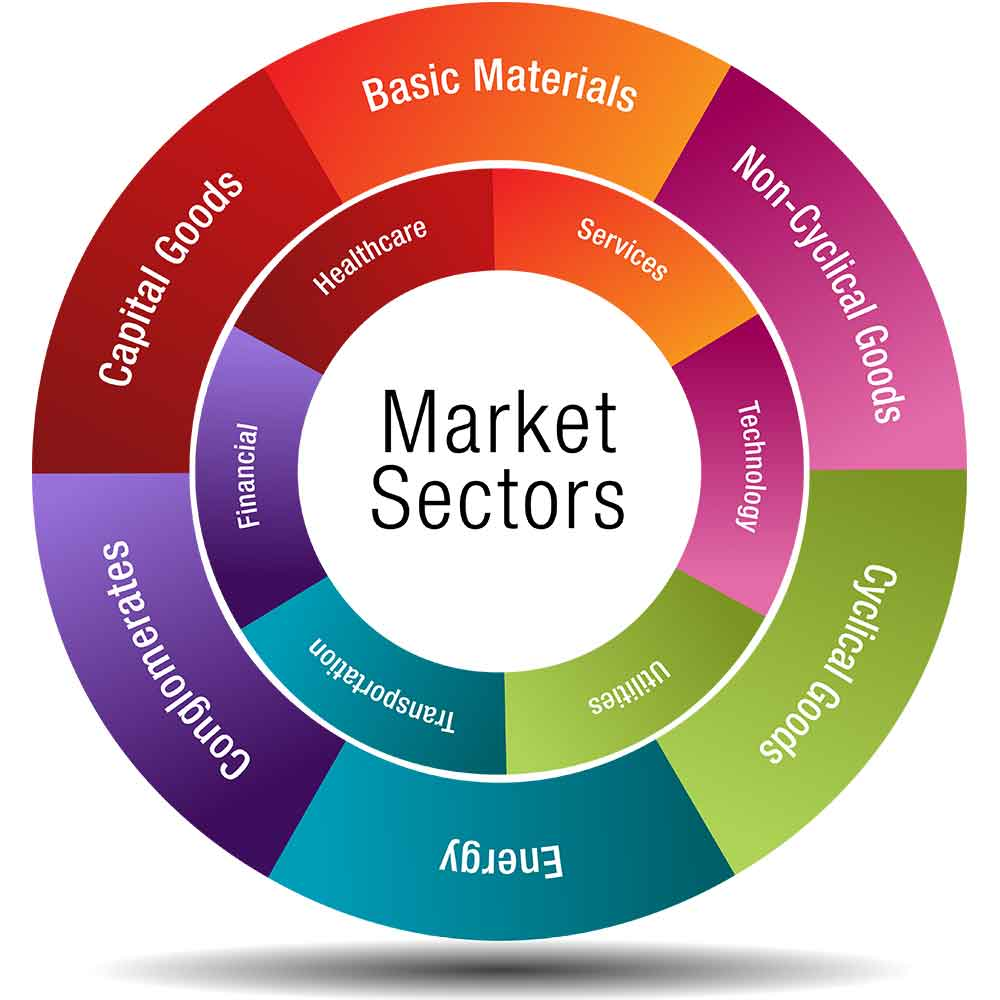 Basic Materials
Non-Cyclical Goods
Cyclical Goods
Energy
Conglomerates
Capital Goods
Services
Technology
Utilities
Transportation
Financial
Healthcare
Market
Sectors